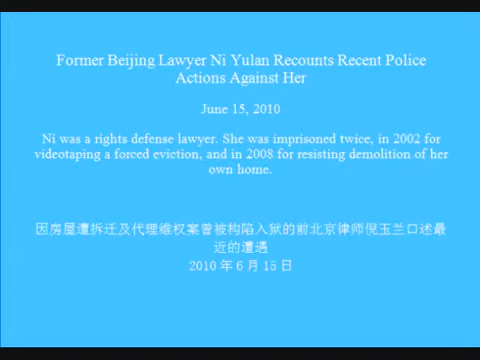 Former Beijing Lawyer Ni Yulan Recounts Recent Police
Actions Against Her
June 15, 2010
Ni was a rights defense lawyer. She was imprisoned twice, in 2002 for
videotaping a forced eviction, and in 2008 for resisting demolition of her
own home.
因房屋遭拆迁及代理维权案曾被构陷入狱的前北京律师倪玉兰口述最
近的遭遇
2010 年 6 月 15 日